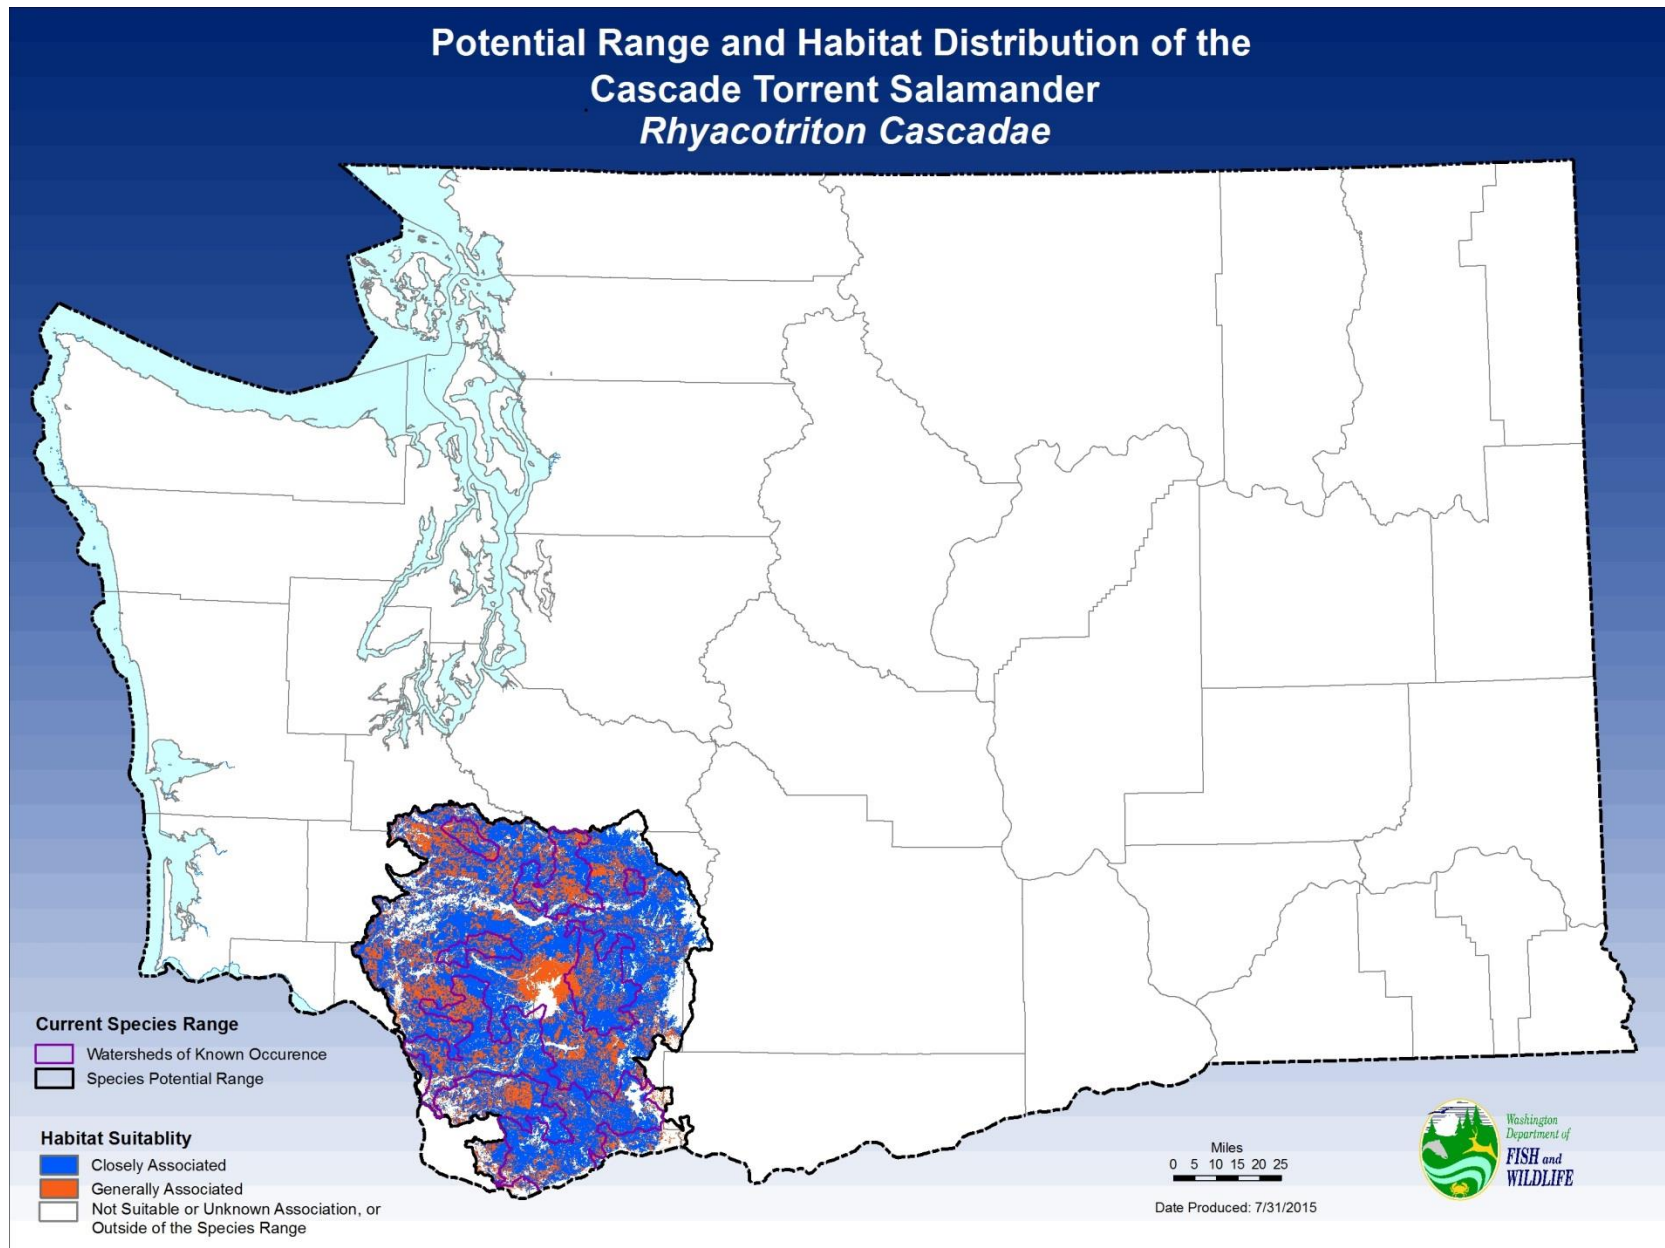 Potential Range and Habitat Distribution of the
Cascade Torrent Salamander
Rhyacotriton Cascadae
Current Species Range
Watersheds of Known Occurence
Species Potential Range
Habitat Suitablity
Closely Associated
Generally Associated
Not Suitable or Unknown Association, or
Outside of the Species Range
Miles
0 5 10 15 20 25
Date Produced: 7/31/2015
Washington
Department of
FISH and
WILDLIFE